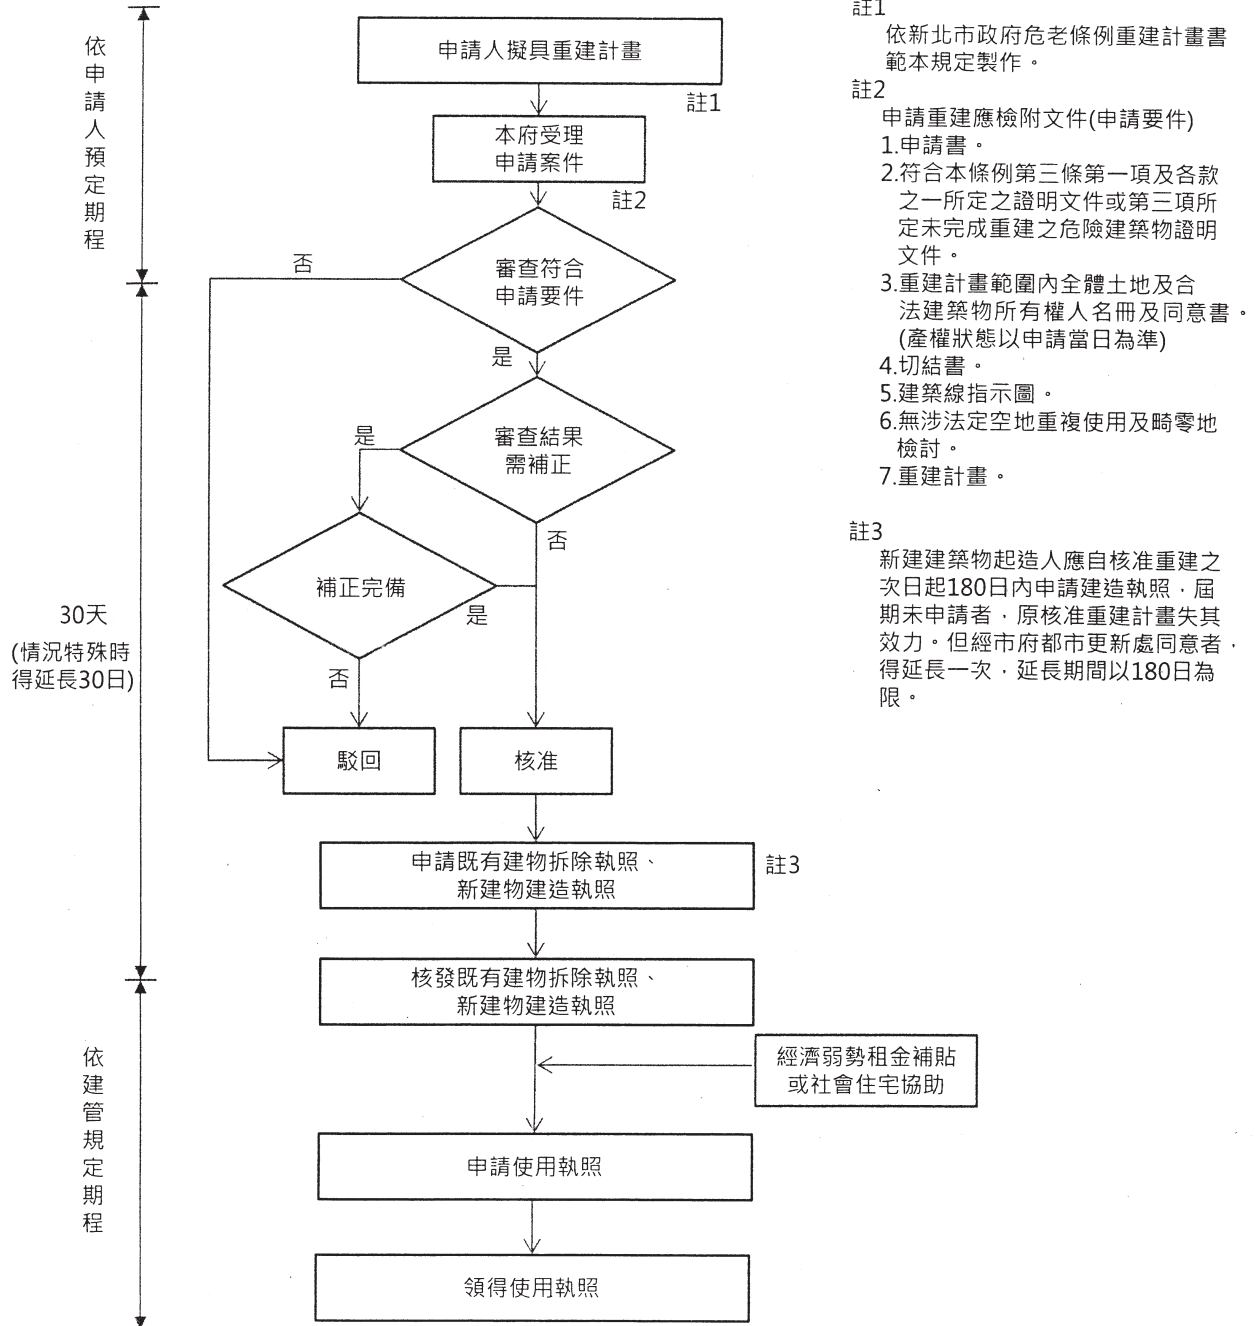 依申請人預定期程
30天
(情況特殊時
得延長30日)
依建管規定期程
申請人擬具重建計畫
註1
本府受理
申請案件
註2
審查符合
申請要件
否
是
審查結果
需補正
是
否
補正完備
是
否
駁回
核准
申請既有建物拆除執照、
新建物建造執照
註3
核發既有建物拆除執照、
新建物建造執照
經濟弱勢租金補貼
或社會住宅協助
申請使用執照
領得使用執照
註1
依新北市政府危老條例重建計畫書
範本規定製作。
註2
申請重建應檢附文件(申請要件)
1.申請書。
2.符合本條例第三條第一項及各款
之一所定之證明文件或第三項所
定未完成重建之危險建築物證明
文件。
3.重建計畫範圍內全體土地及合
法建築物所有權人名冊及同意書。
(產權狀態以申請當日為準)
4.切結書。
5.建築線指示圖。
6.無涉法定空地重複使用及畸零地
檢討。
7.重建計畫。
註3
新建建築物起造人應自核准重建之
次日起180日內申請建造執照，屆
期未申請者，原核准重建計畫失其
效力。但經市府都市更新處同意者，
得延長一次，延長期間以180日為
限。